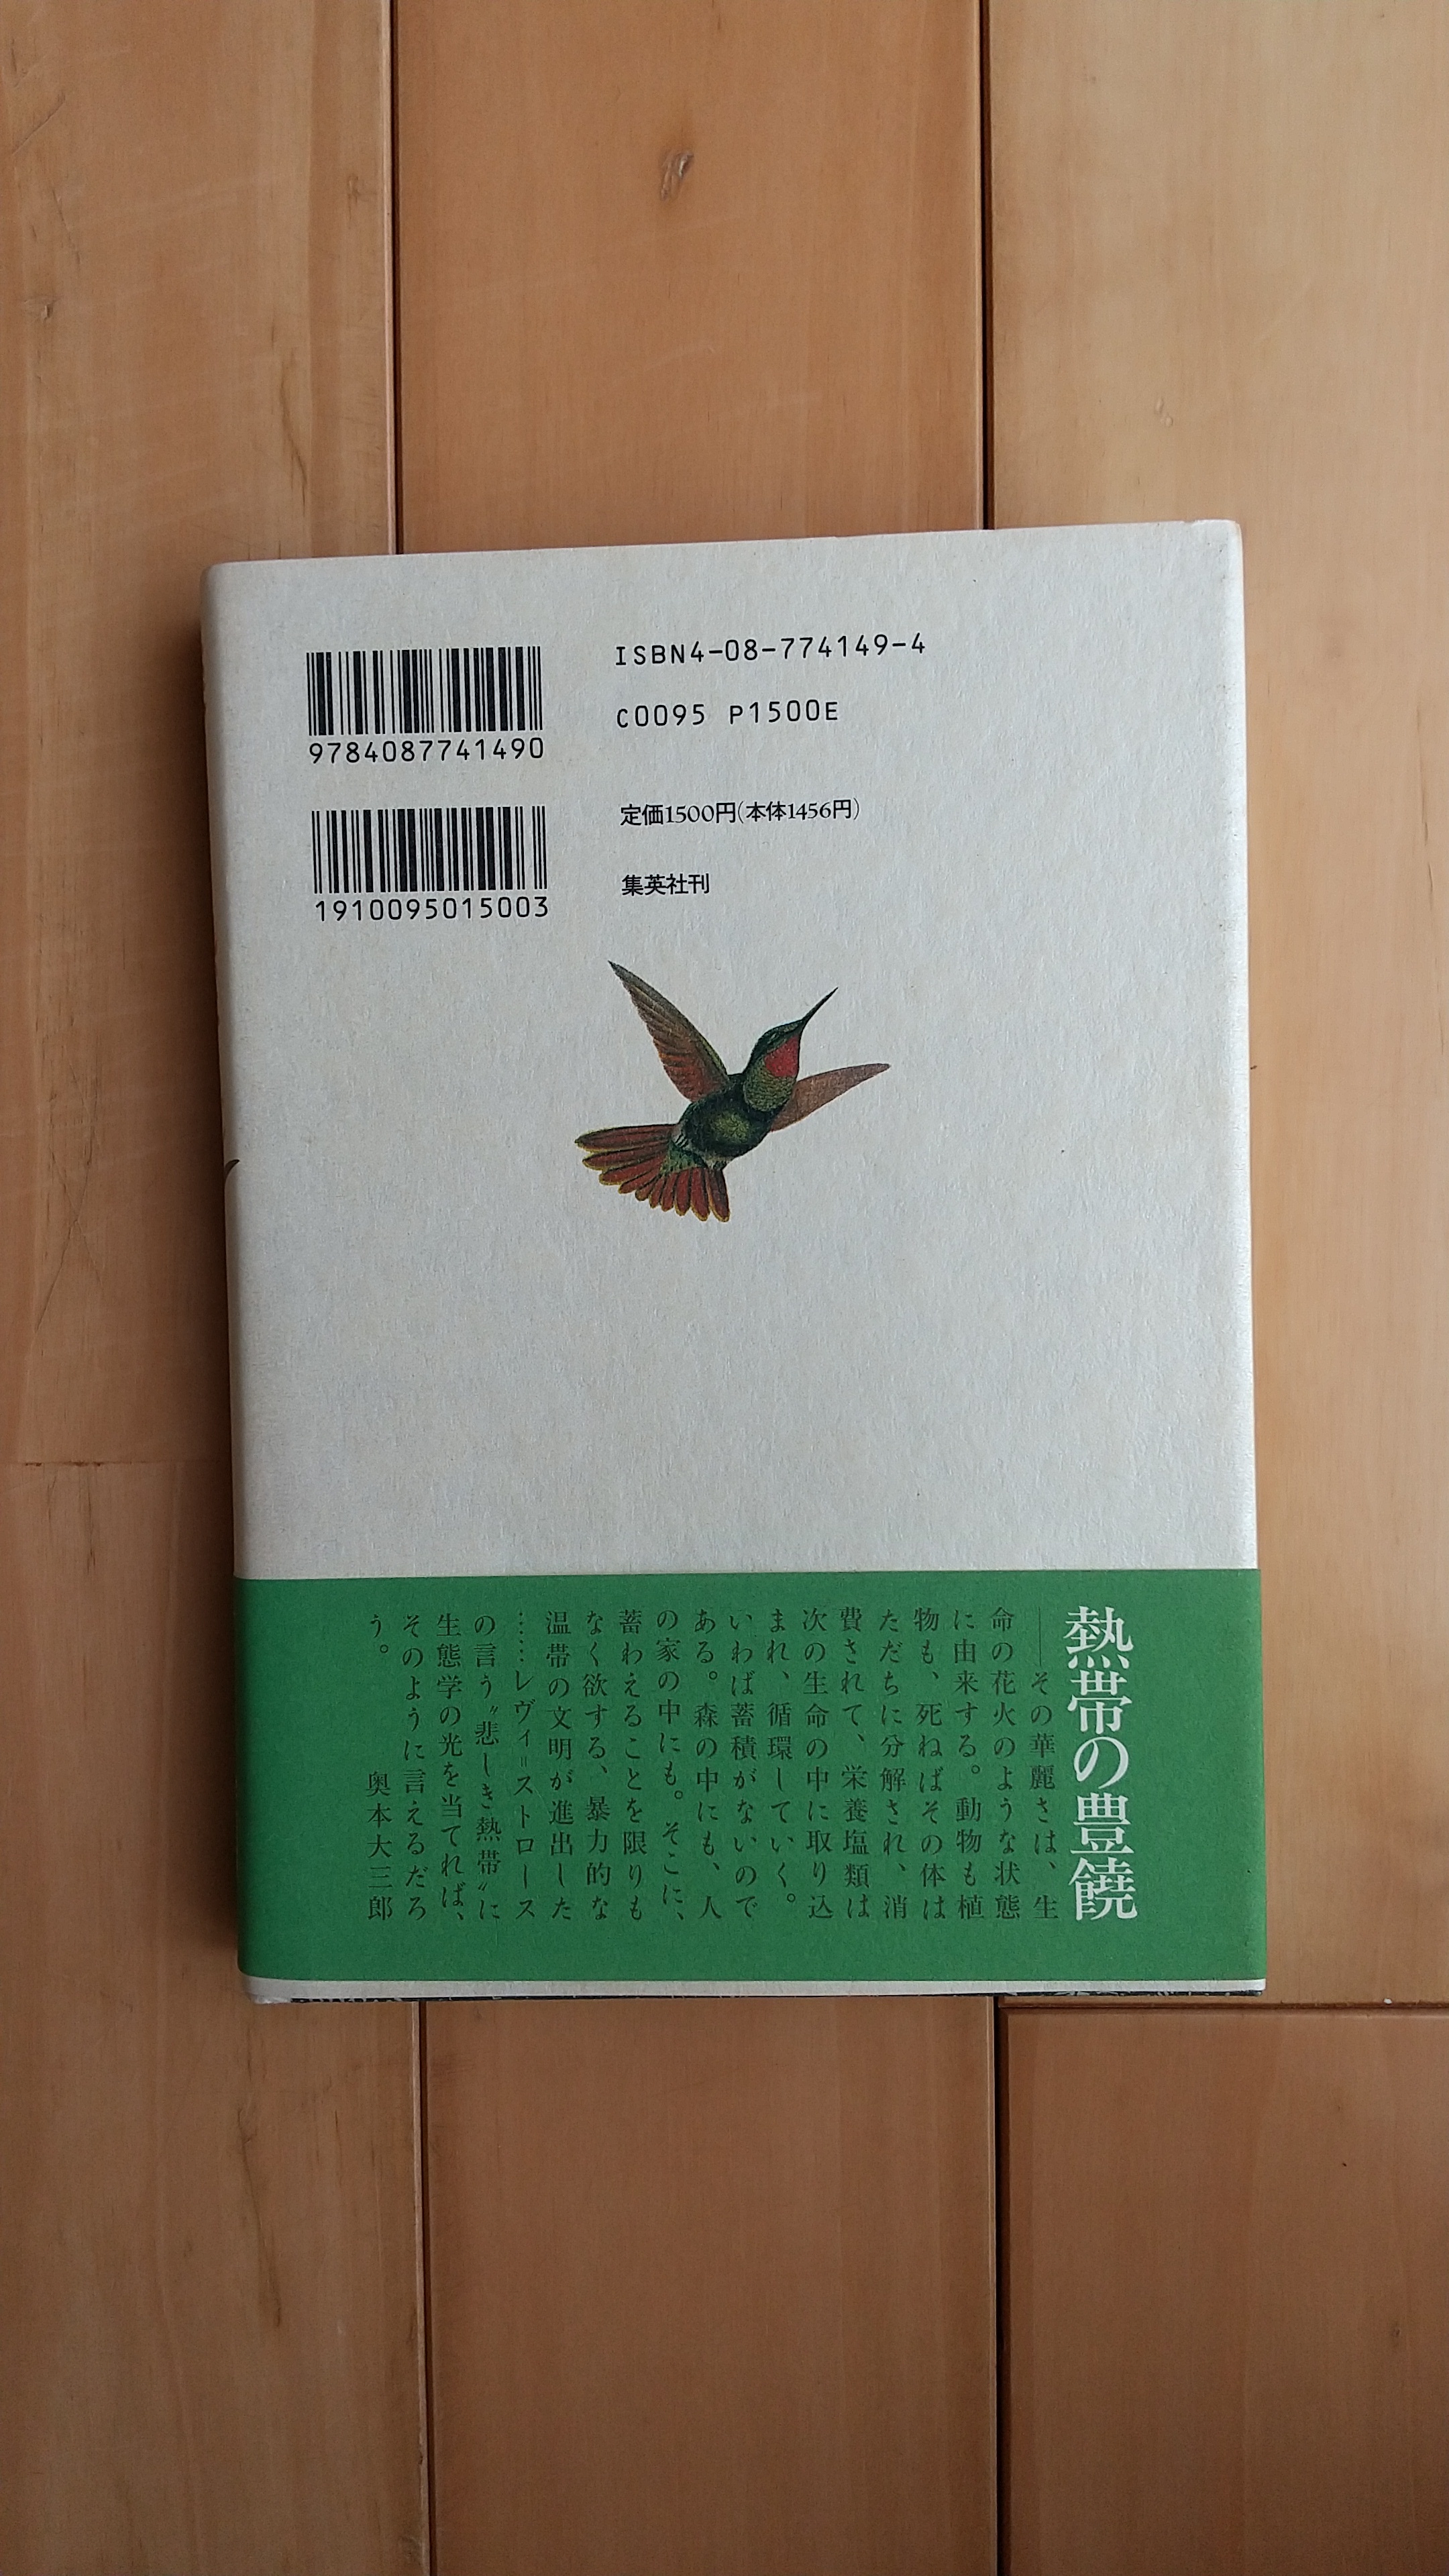 ISBN4-08-774149-4
9784087741490
C0095 P1500E
定価1500円(本体1456円)
1910095015003
集英社刊
熱帯の豊饒
――その華麗さは、生
命の花火のような状態
に由来する。動物も植
物も、死ねばその体は
ただちに分解され、消
費されて、栄養塩類は
次の生命の中に取り込
まれ、循環していく。
いわば蓄積がないので
ある。森の中にも、人
の家の中にも。そこに、
蓄わえることを限りも
なく欲する、暴力的な
温帯の文明が進出した
……レヴィ=ストロース
の言う〝悲しき熱帯〟に
生態学の光を当てれば、
そのように言えるだろ
う。 奥本大三郎